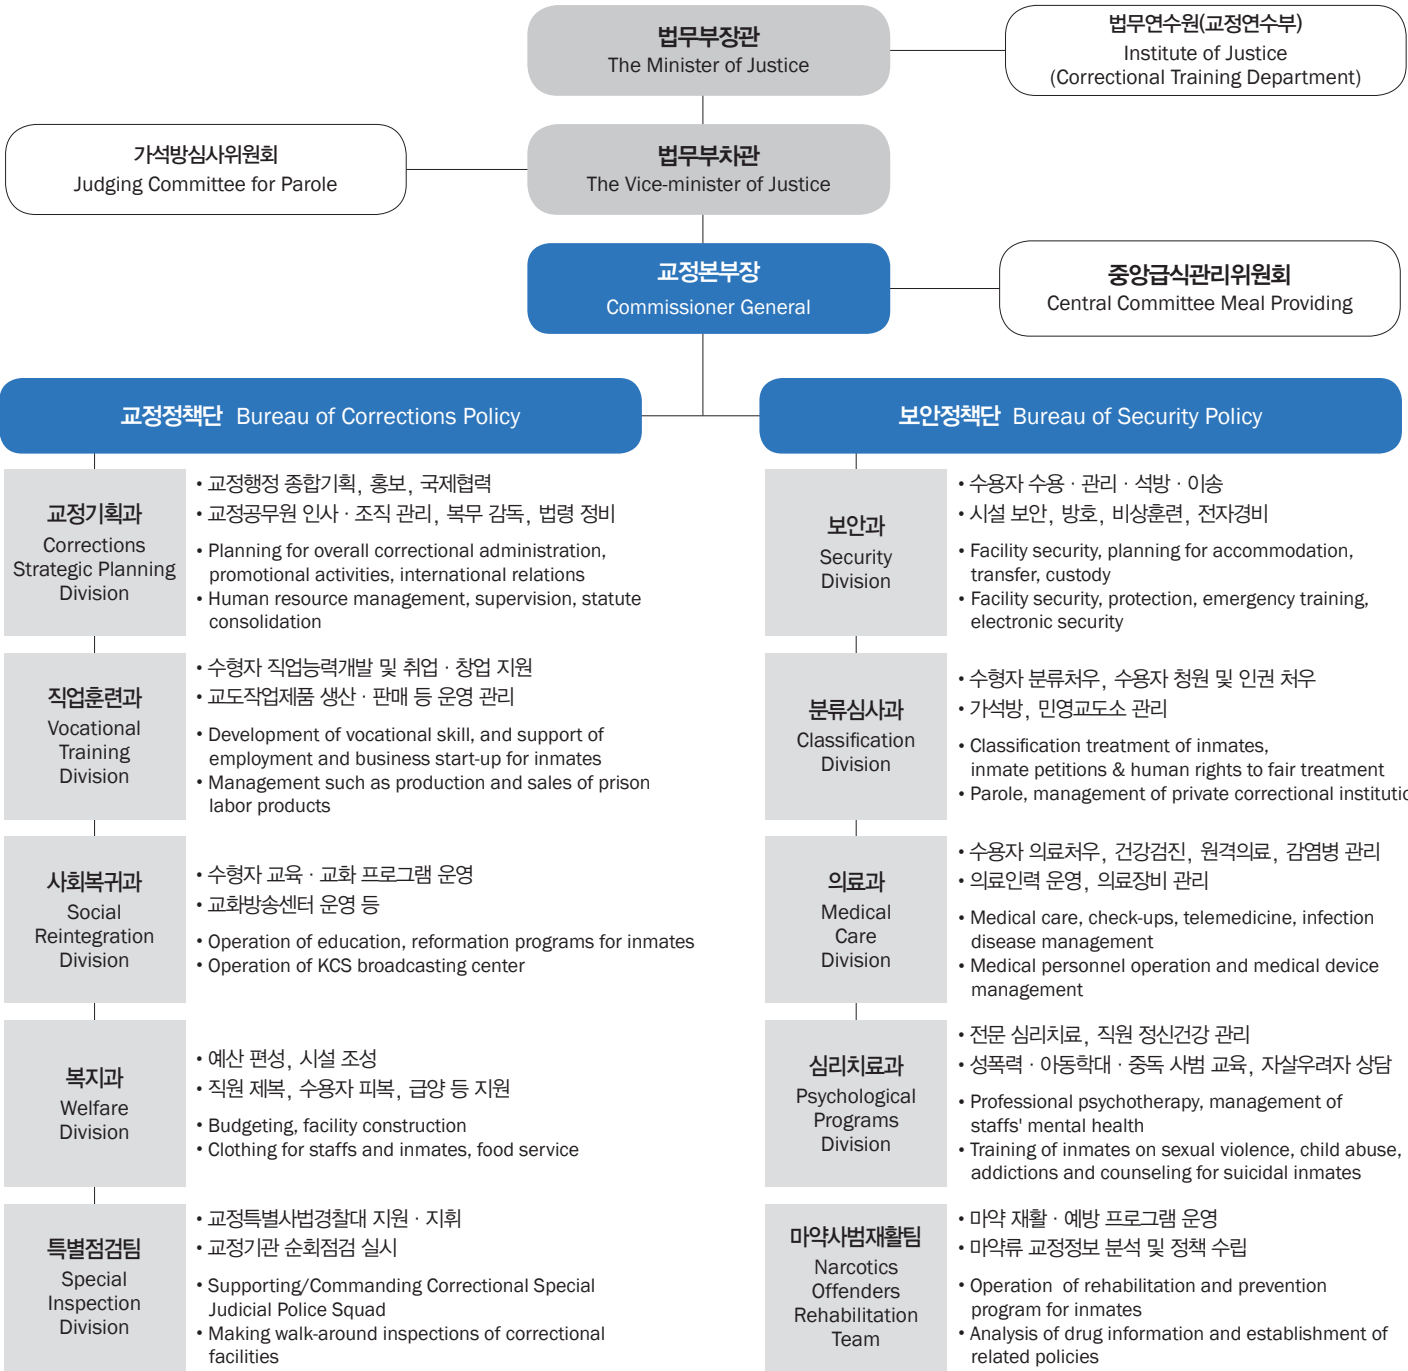 법무부장관
The Minister of Justice
법무연수원(교정연수부)
Institute of Justice
(Correctional Training Department)
가석방심사위원회
Judging Committee for Parole
법무부차관
The Vice-minister of Justice
교정본부장
Commissioner General
중앙급식관리위원회
Central Committee Meal Providing
교정정책단 Bureau of Corrections Policy
교정기획과
Corrections
Strategic Planning
Division
• 교정행정 종합기획, 홍보, 국제협력
• 교정공무원 인사 · 조직 관리, 복무 감독, 법령 정비
• Planning for overall correctional administration,
promotional activities, international relations
• Human resource management, supervision, statute
consolidation
직업훈련과
Vocational
Training
Division
• 수형자 직업능력개발 및 취업 · 창업 지원
• 교도작업제품 생산 · 판매 등 운영 관리
• Development of vocational skill, and support of
employment and business start-up for inmates
• Management such as production and sales of prison
labor products
사회복귀과
Social
Reintegration
Division
• 수형자 교육 · 교화 프로그램 운영
• 교화방송센터 운영 등
• Operation of education, reformation programs for inmates
• Operation of KCS broadcasting center
복지과
Welfare
Division
• 예산 편성, 시설 조성
• 직원 제복, 수용자 피복, 급양 등 지원
• Budgeting, facility construction
• Clothing for staffs and inmates, food service
특별점검팀
Special
Inspection
Division
• 교정특별사법경찰대 지원 · 지휘
• 교정기관 순회점검 실시
• Supporting/Commanding Correctional Special
Judicial Police Squad
• Making walk-around inspections of correctional
facilities
보안정책단 Bureau of Security Policy
보안과
Security
Division
• 수용자 수용 · 관리 · 석방 · 이송
• 시설 보안, 방호, 비상훈련, 전자경비
• Facility security, planning for accommodation,
transfer, custody
• Facility security, protection, emergency training,
electronic security
분류심사과
Classification
Division
• 수형자 분류처우, 수용자 청원 및 인권 처우
• 가석방, 민영교도소 관리
• Classification treatment of inmates,
inmate petitions & human rights to fair treatment
• Parole, management of private correctional institutio
의료과
Medical
Care
Division
• 수용자 의료처우, 건강검진, 원격의료, 감염병 관리
• 의료인력 운영, 의료장비 관리
• Medical care, check-ups, telemedicine, infection
disease management
• Medical personnel operation and medical device
management
심리치료과
Psychological
Programs
Division
• 전문 심리치료, 직원 정신건강 관리
• 성폭력 · 아동학대 · 중독 사범 교육, 자살우려자 상담
• Professional psychotherapy, management of
staffs' mental health
• Training of inmates on sexual violence, child abuse,
addictions and counseling for suicidal inmates
마약사범재활팀
Narcotics
Offenders
Rehabilitation
Team
• 마약 재활 · 예방 프로그램 운영
• 마약류 교정정보 분석 및 정책 수립
• Operation of rehabilitation and prevention
program for inmates
• Analysis of drug information and establishment of
related policies